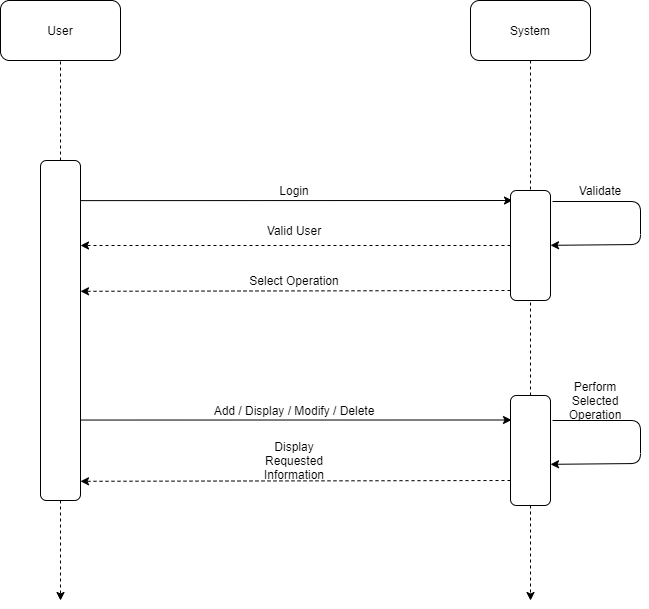 User
System
Login
Validate
Valid User
Select Operation
Perform
Selected
Operation
Add / Display / Modify / Delete
Display
Requested
Information